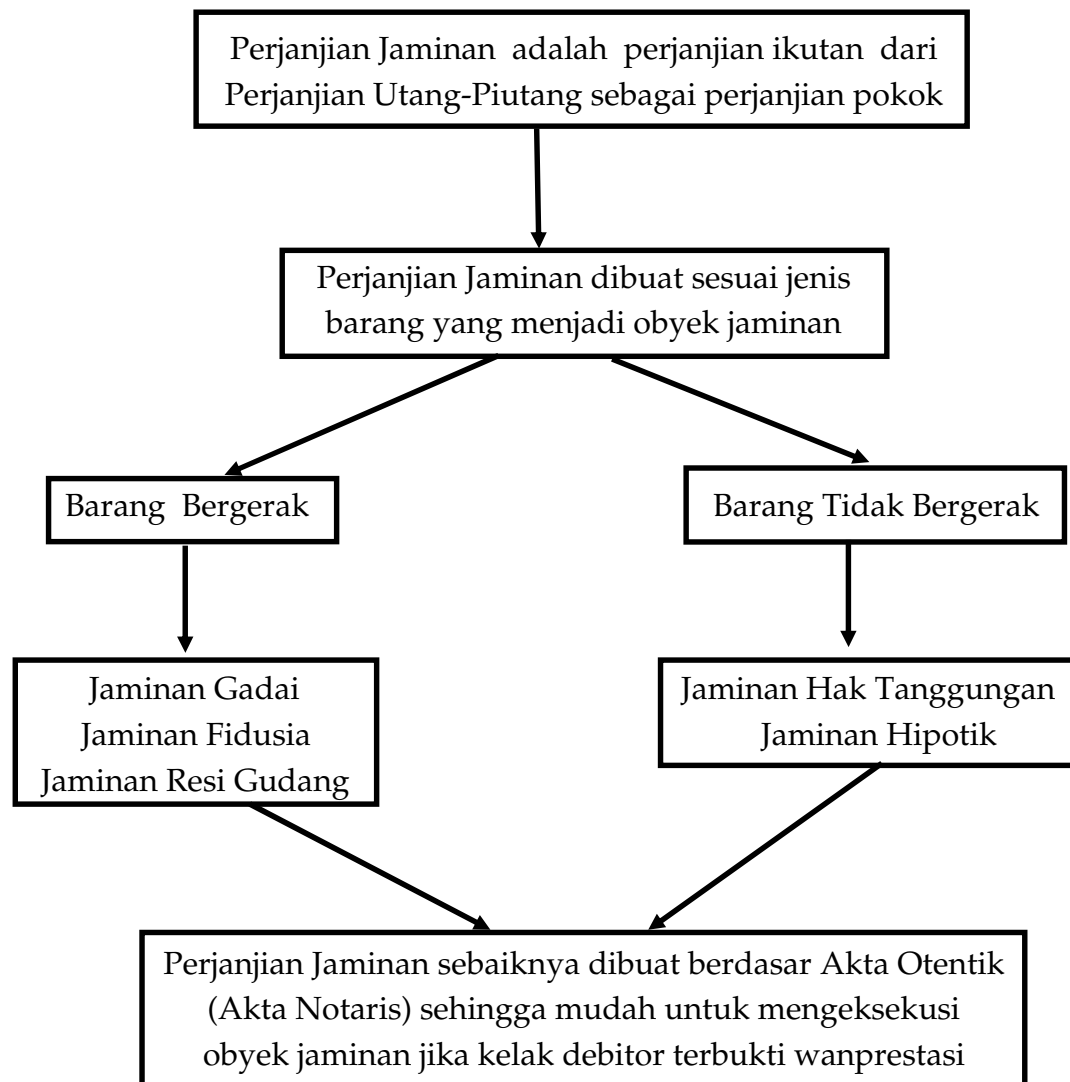 Perjanjian Jaminan adalah perjanjian ikutan dari
Perjanjian Utang-Piutang sebagai perjanjian pokok
Perjanjian Jaminan dibuat sesuai jenis
barang yang menjadi obyek jaminan
Barang Bergerak
Barang Tidak Bergerak
Jaminan Gadai
Jaminan Fidusia
Jaminan Resi Gudang
Jaminan Hak Tanggungan
Jaminan Hipotik
Perjanjian Jaminan sebaiknya dibuat berdasar Akta Otentik
(Akta Notaris) sehingga mudah untuk mengeksekusi
obyek jaminan jika kelak debitor terbukti wanprestasi